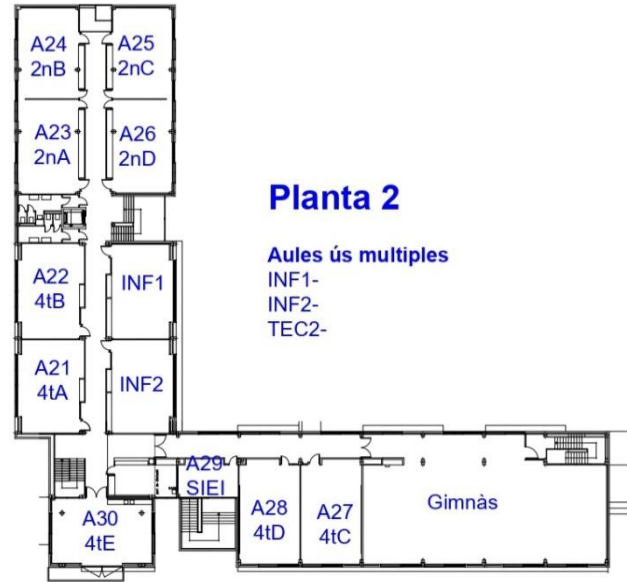 A24
2nB
A25
2nC
A23
2nA
A26
2nD
Planta 2
Aules ús multiples
INF1-
INF2-
TEC2-
A22
4tB
INF1
A21
4tA
INF2
A29
SIEI
A28
4tD
A27
4tC
Gimnàs
A30
4tE